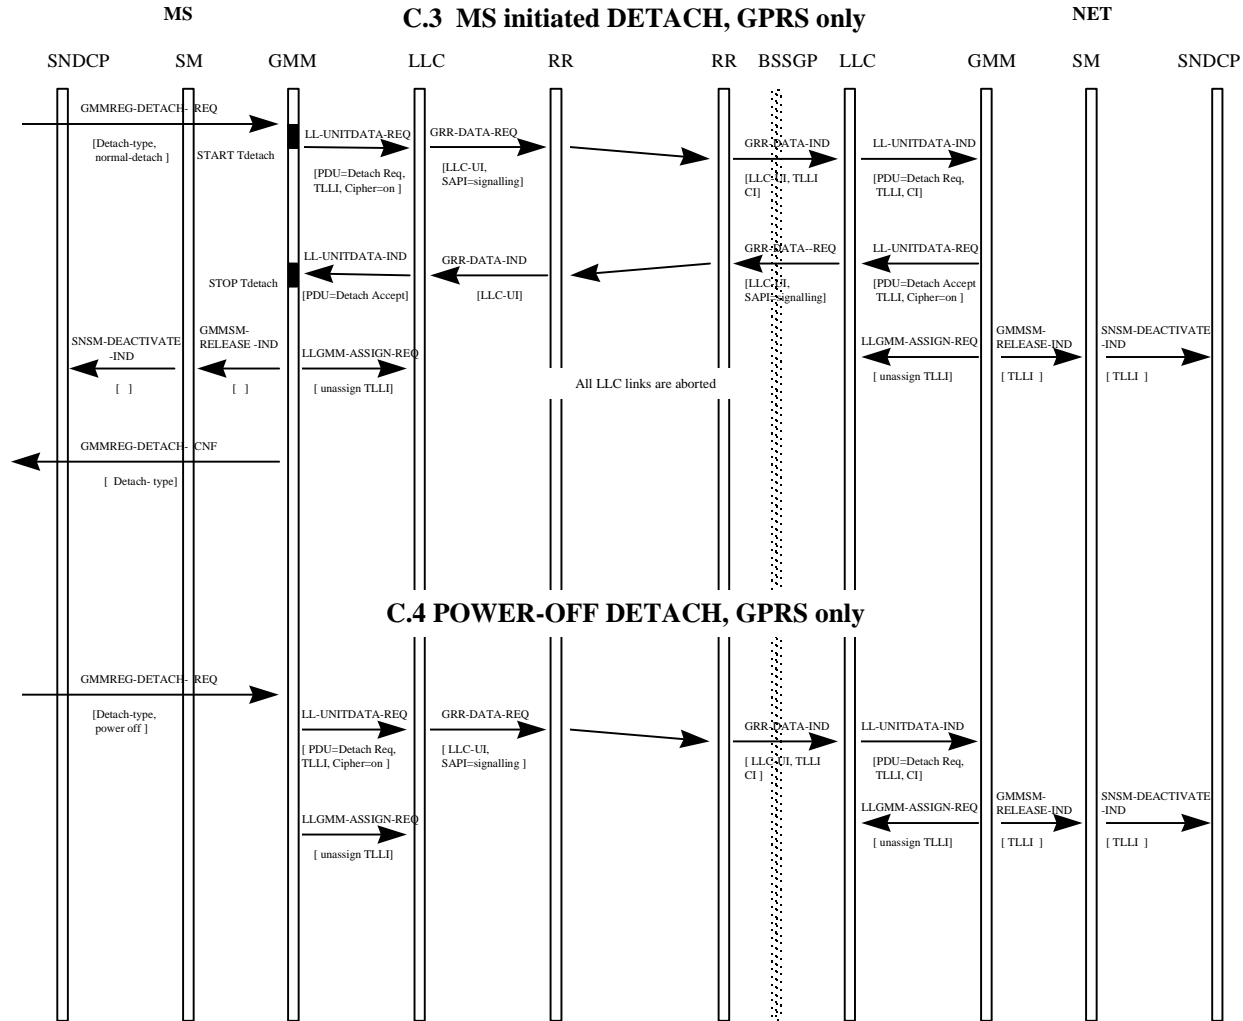 MS C.3 MS initiated DETACH, GPRS only NET
SNDCP SM GMM LLC RR RR BSSGP LLC GMM SM SNDCP
GMMREG-DETACH- REQ
[Detach-type,
normal-detach ]
START Tdetach
LL-UNITDATA-REQ
[PDU=Detach Req,
TLLI, Cipher=on ]
GRR-DATA-REQ
[LLC-UI,
SAPI=signalling]
GRR-DATA-IND
[LLC-UI, TLLI
CI]
LL-UNITDATA-IND
[PDU=Detach Req,
TLLI, CI]
STOP Tdetach
LL-UNITDATA-IND
[PDU=Detach Accept]
GRR-DATA-IND
[LLC-UI]
GRR-DATA--REQ
[LLC-UI,
SAPI=signalling]
LL-UNITDATA-REQ
[PDU=Detach Accept
TLLI, Cipher=on ]
SNSM-DEACTIVATE
-IND
[ ]
GMMSM-
RELEASE -IND
[ ]
LLGMM-ASSIGN-REQ
[ unassign TLLI]
All LLC links are aborted
LLGMM-ASSIGN-REQ
[ unassign TLLI]
GMMSM-
RELEASE-IND
[ TLLI ]
SNSM-DEACTIVATE
-IND
[ TLLI ]
GMMREG-DETACH- CNF
[ Detach- type]
C.4 POWER-OFF DETACH, GPRS only
GMMREG-DETACH- REQ
[Detach-type,
power off ]
LL-UNITDATA-REQ
[ PDU=Detach Req,
TLLI, Cipher=on ]
GRR-DATA-REQ
[ LLC-UI,
SAPI=signalling ]
GRR-DATA-IND
[ LLC-UI, TLLI
CI ]
LL-UNITDATA-IND
[PDU=Detach Req,
TLLI, CI]
LLGMM-ASSIGN-REQ
[ unassign TLLI]
LLGMM-ASSIGN-REQ
[ unassign TLLI]
GMMSM-
RELEASE-IND
[ TLLI ]
SNSM-DEACTIVATE
-IND
[ TLLI ]